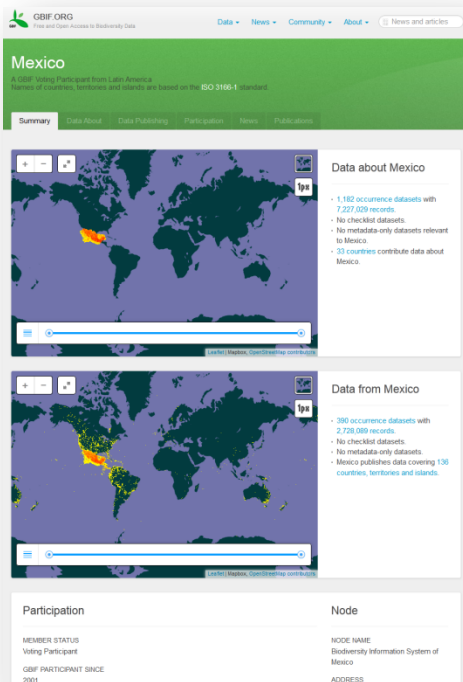 GBIF.ORG
Free and Open Access to Biodiversity Data
Data
News
Community
About
News and articles
Mexico
A GBIF Voting Participant from Latin America
Names of countries, territories and islands are based on the ISO 3166-1 standard.
Summary
Data About
Data Publishing
Participation
News
Publications
+ −
1px
Leaflet | Mapbox, OpenStreetMap contributors
Data about Mexico
1,182 occurrence datasets with
7,227,029 records.
No checklist datasets.
No metadata-only datasets relevant
to Mexico.
33 countries contribute data about
Mexico.
+ −
1px
Leaflet | Mapbox, OpenStreetMap contributors
Data from Mexico
390 occurrence datasets with
2,728,089 records.
No checklist datasets.
No metadata-only datasets.
Mexico publishes data covering 136
countries, territories and islands.
Participation
MEMBER STATUS
Voting Participant
GBIF PARTICIPANT SINCE
2001
Node
NODE NAME
Biodiversity Information System of
Mexico
ADDRESS